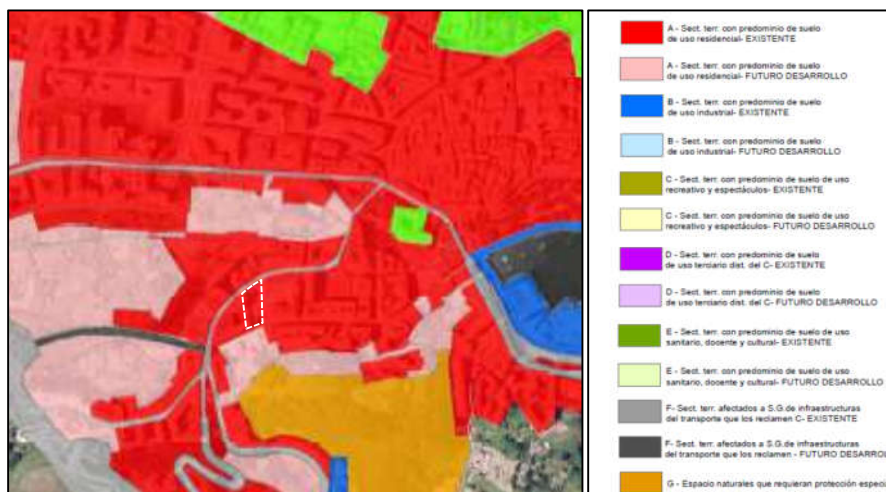 A - Sect. terr. con predominio de suelo
de uso residencial- EXISTENTE
A - Sect. terr. con predominio de suelo
de uso residencial- FUTURO DESARROLLO
B - Sect. terr. con predominio de suelo
de uso industrial- EXISTENTE
B - Sect. terr. con predominio de suelo
de uso industrial- FUTURO DESARROLLO
C - Sect. terr. con predominio de suelo de uso
recreativo y espectáculos- EXISTENTE
C - Sect. terr. con predominio de suelo de uso
recreativo y espectáculos- FUTURO DESARROLLO
D - Sect. terr. con predominio de suelo
de uso terciario dist. del C- EXISTENTE
D - Sect. terr. con predominio de suelo
de uso terciario dist. del C- FUTURO DESARROLLO
E - Sect. terr. con predominio de suelo de uso
sanitario, docente y cultural- EXISTENTE
E - Sect. terr. con predominio de suelo de uso
sanitario, docente y cultural- FUTURO DESARROLLO
F- Sect. terr. afectados a S.G.de infraestructuras
del transporte que los reclamen C- EXISTENTE
F- Sect. terr. afectados a S.G.de infraestructuras
del transporte que los reclamen - FUTURO DESARROL
G - Espacio naturales que requieran protección especi